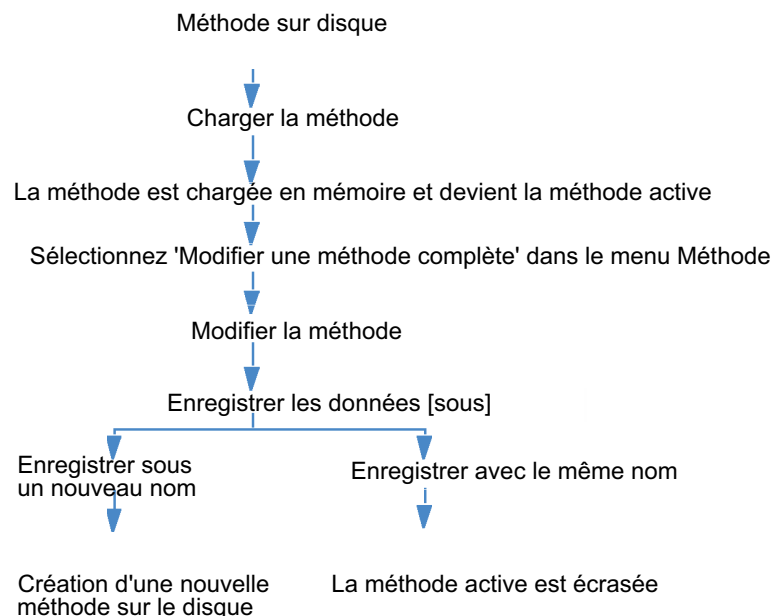 Méthode sur disque
Charger la méthode
La méthode est chargée en mémoire et devient la méthode active
Sélectionnez 'Modifier une méthode complète' dans le menu Méthode
Modifier la méthode
Enregistrer les données [sous]
Enregistrer sous
un nouveau nom
Enregistrer avec le même nom
Création d'une nouvelle
méthode sur le disque
La méthode active est écrasée